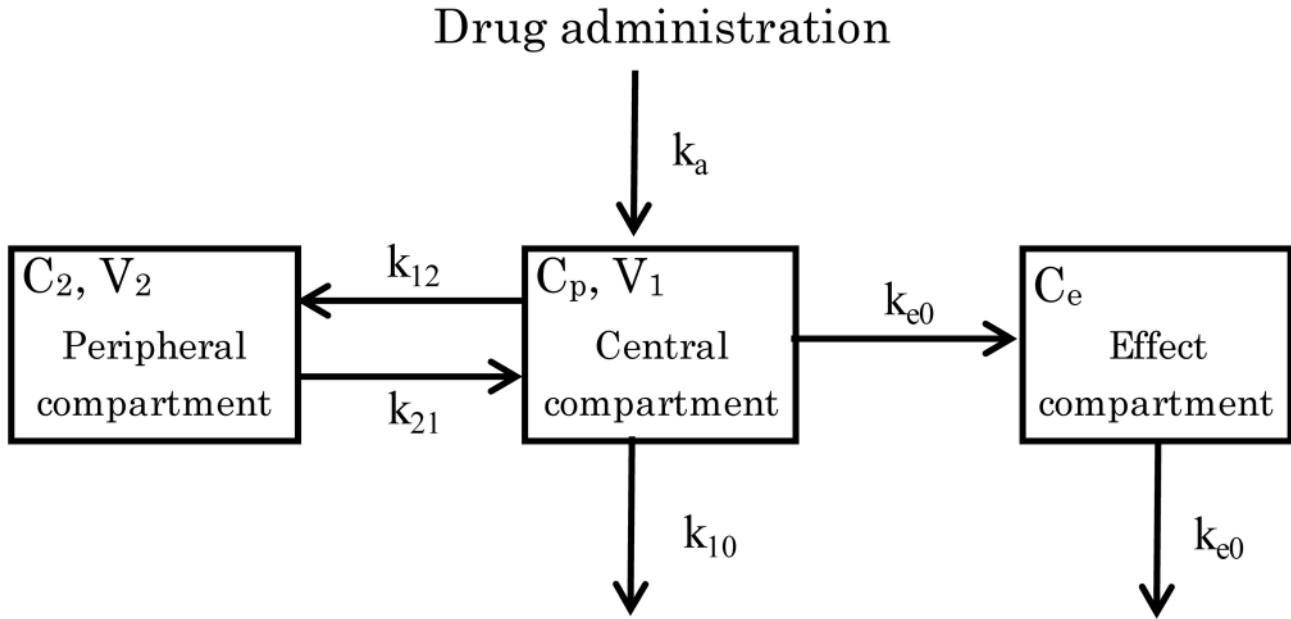 Drug administration
kₐ
C₂, V₂
Peripheral
compartment
k₁₂
k₂₁
Cₚ, V₁
Central
compartment
kₑ₀
Cₑ
Effect
compartment
k₁₀
kₑ₀